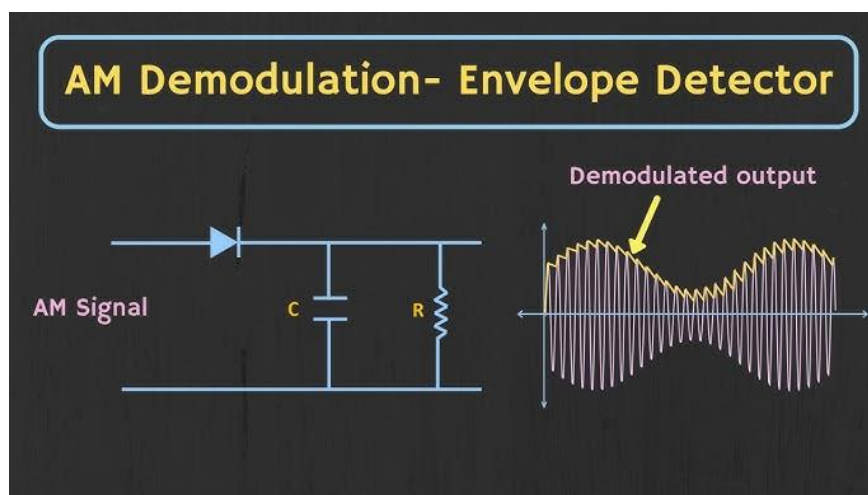 AM Demodulation- Envelope Detector
Demodulated output
AM Signal
C
R